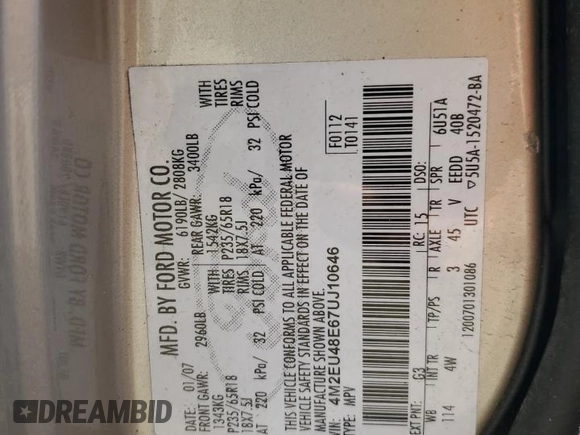 MFD. BY FORD MOTOR CO.
DATE: 01/07 GVWR: 6190LB/ 2808KG
FRONT GAWR: 2960LB REAR GAWR: 3400LB
1343KG WITH 1542KG WITH
P235/65R18 TIRES P235/65R18 TIRES
18X7.5J RIMS 18X7.5J RIMS
AT 220 kPa/ 32 PSI COLD AT 220 kPa/ 32 PSI COLD
THIS VEHICLE CONFORMS TO ALL APPLICABLE FEDERAL MOTOR
VEHICLE SAFETY STANDARDS IN EFFECT ON THE DATE OF
MANUFACTURE SHOWN ABOVE.
4M2EU48E67UJ10646
TYPE: MPV
F0112
T0141
EXT PNT: G3 RC: 15 DSO: 6U51A
WB INT TR TP/PS R AXLE TR SPR
114 4W 3 45 V EEDD 40B
1200701301086 UTC ▽5U5A-1520472-BA
DREAMBID